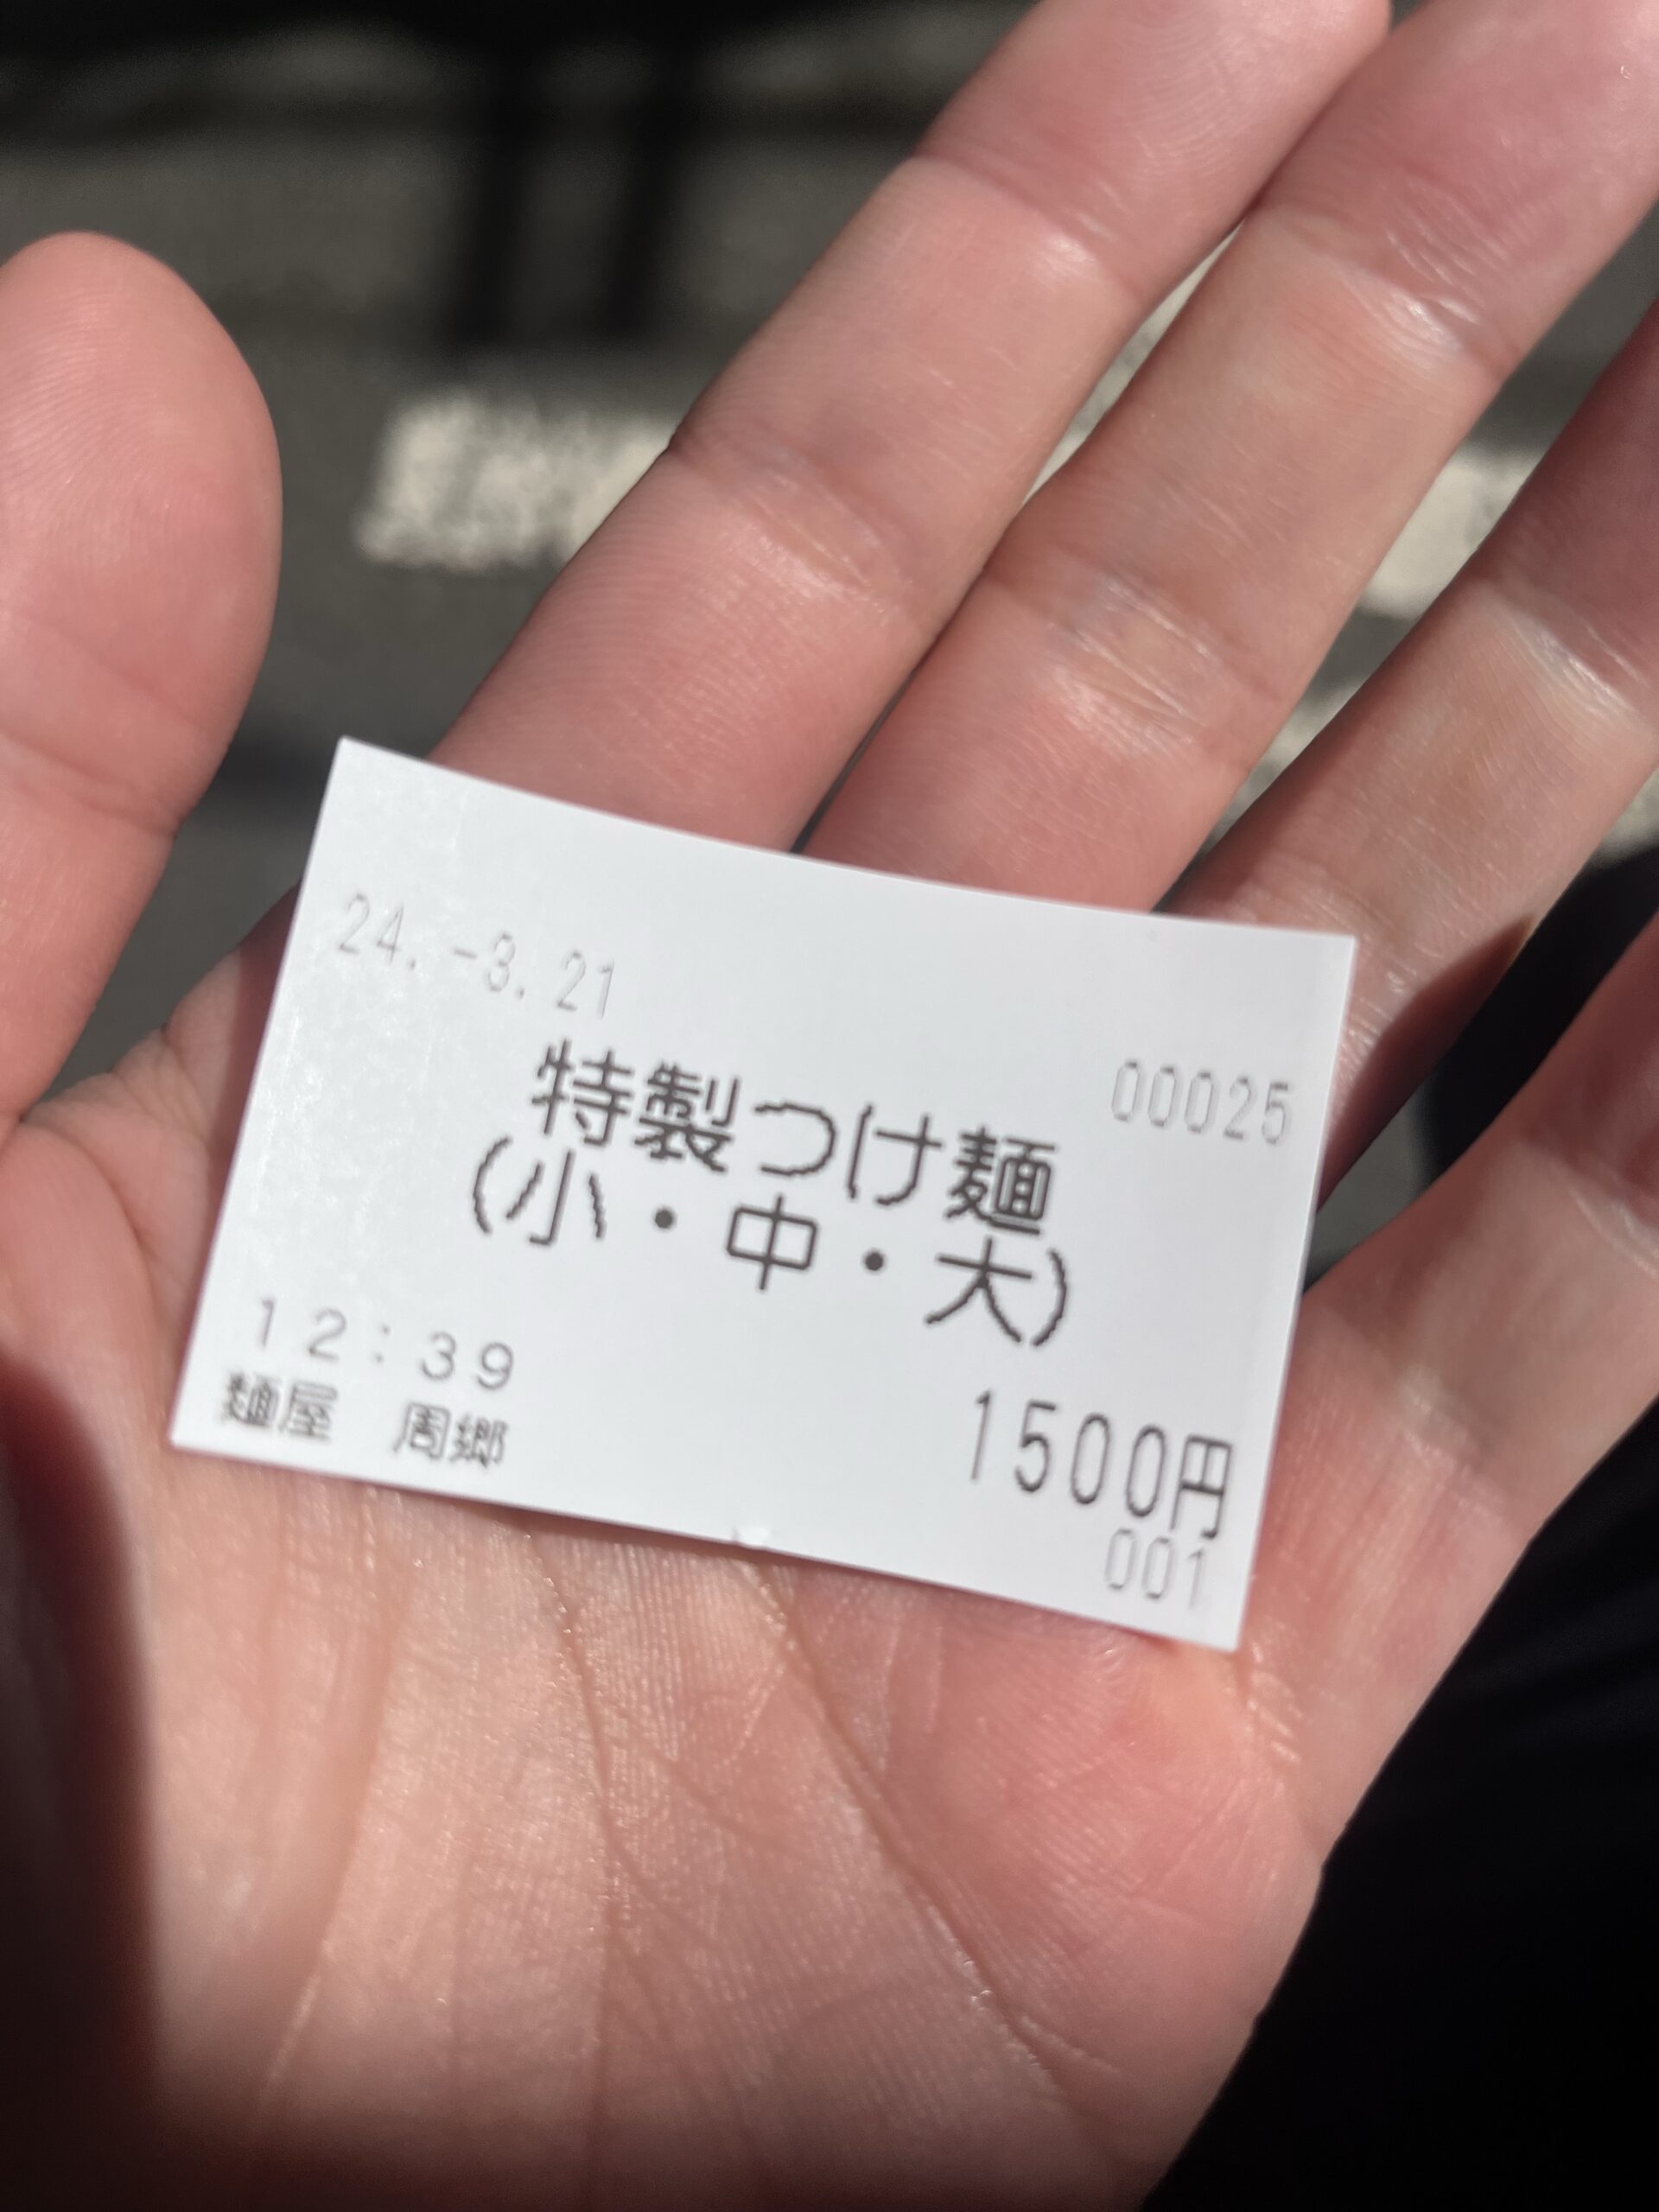 24.-3.21
00025
特製つけ麺
(小・中・大)
12:39
麺屋 周郷
1500円
001